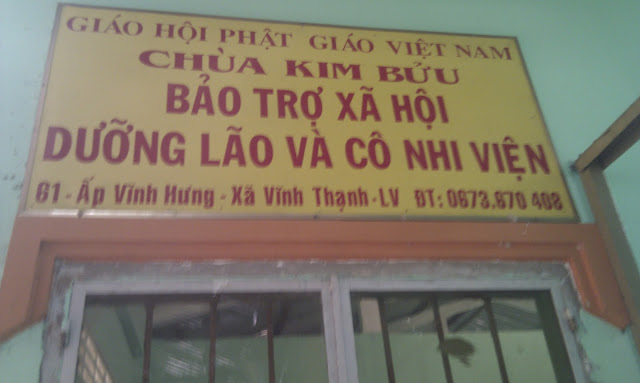 GIÁO HỘI PHẬT GIÁO VIỆT NAM
CHÙA KIM BỬU
BẢO TRỢ XÃ HỘI
DƯỠNG LÃO VÀ CÔ NHI VIỆN
61 - Ấp Vĩnh Hưng - Xã Vĩnh Thạnh - LV ĐT: 0673.670 408